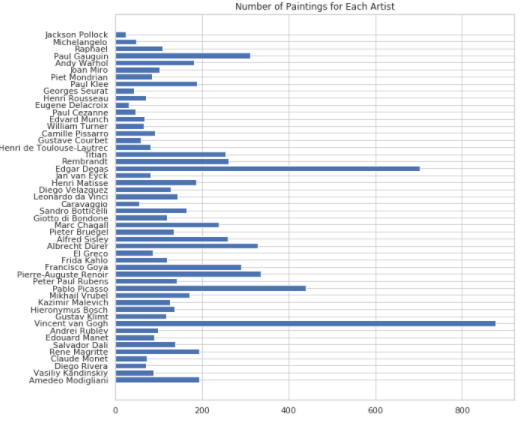 Number of Paintings for Each Artist
Jackson Pollock
Michelangelo
Raphael
Paul Gauguin
Andy Warhol
Joan Miro
Piet Mondrian
Paul Klee
Georges Seurat
Henri Rousseau
Eugene Delacroix
Paul Cezanne
Edvard Munch
William Turner
Camille Pissarro
Gustave Courbet
Henri de Toulouse-Lautrec
Titian
Rembrandt
Edgar Degas
Jan van Eyck
Henri Matisse
Diego Velazquez
Leonardo da Vinci
Caravaggio
Sandro Botticelli
Giotto di Bondone
Marc Chagall
Pieter Bruegel
Alfred Sisley
Albrecht Dürer
El Greco
Frida Kahlo
Francisco Goya
Pierre-Auguste Renoir
Peter Paul Rubens
Pablo Picasso
Mikhail Vrubel
Kazimir Malevich
Hieronymus Bosch
Gustav Klimt
Vincent van Gogh
Andrei Rublev
Edouard Manet
Salvador Dali
Rene Magritte
Claude Monet
Diego Rivera
Vasiliy Kandinskiy
Amedeo Modigliani
0 200 400 600 800